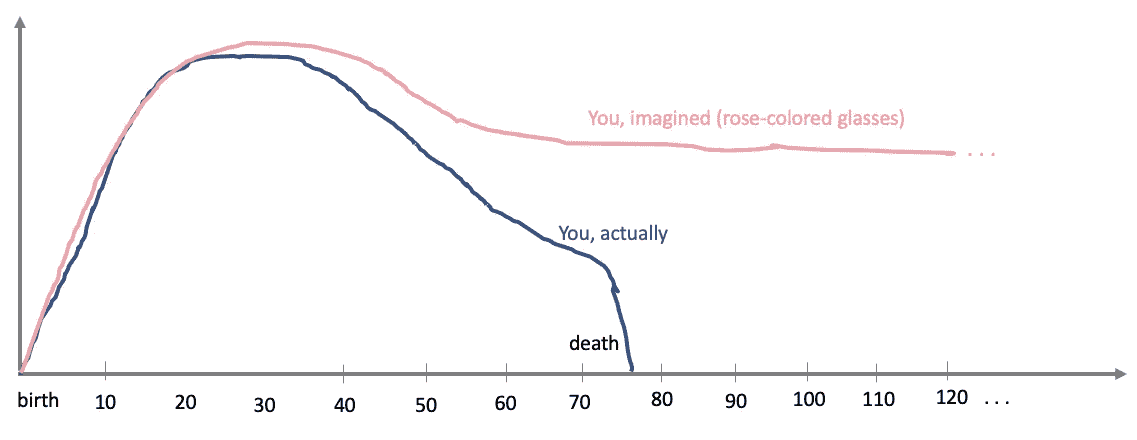 You, imagined (rose-colored glasses)
. . .
You, actually
death
birth 10 20 30 40 50 60 70 80 90 100 110 120 . . .